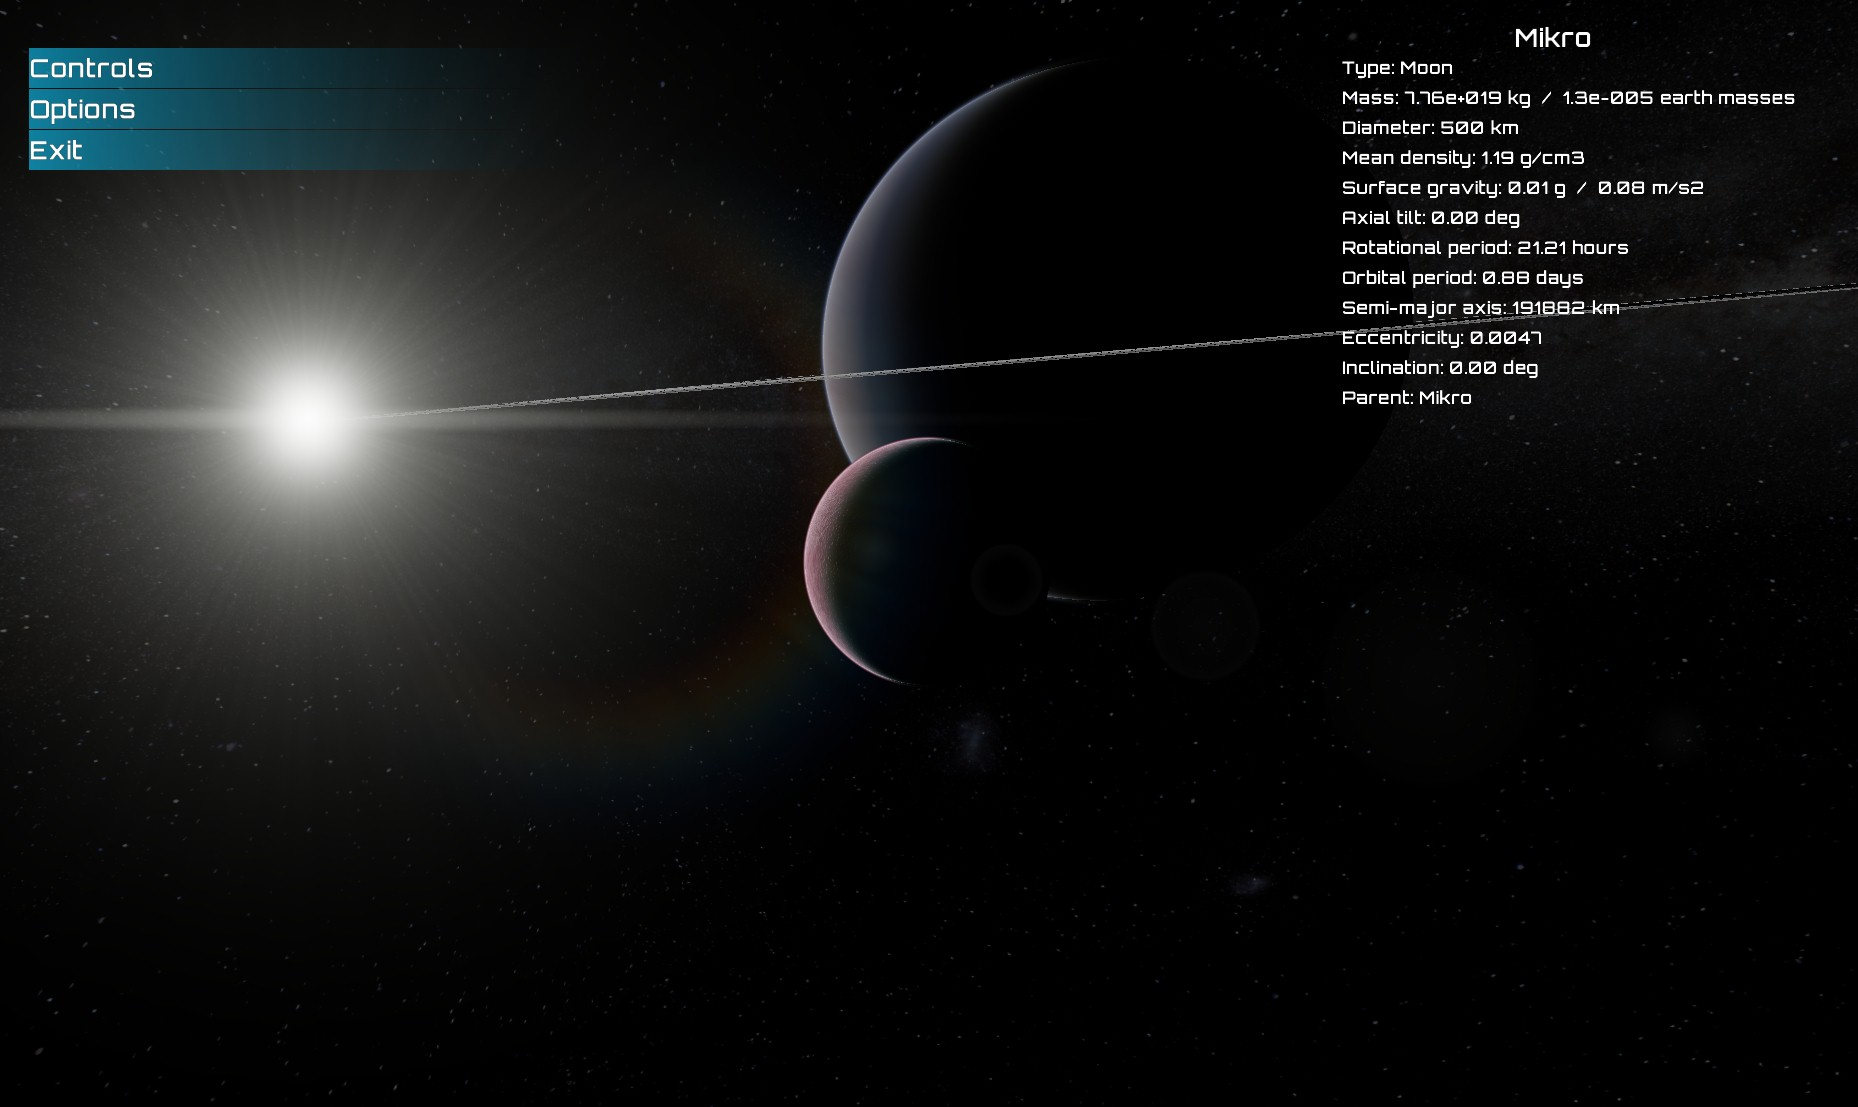 Controls
Options
Exit
Mikro
Type: Moon
Mass: 7.76e+019 kg / 1.3e-005 earth masses
Diameter: 500 km
Mean density: 1.19 g/cm3
Surface gravity: 0.01 g / 0.08 m/s2
Axial tilt: 0.00 deg
Rotational period: 21.21 hours
Orbital period: 0.88 days
Semi-major axis: 191882 km
Eccentricity: 0.0047
Inclination: 0.00 deg
Parent: Mikro